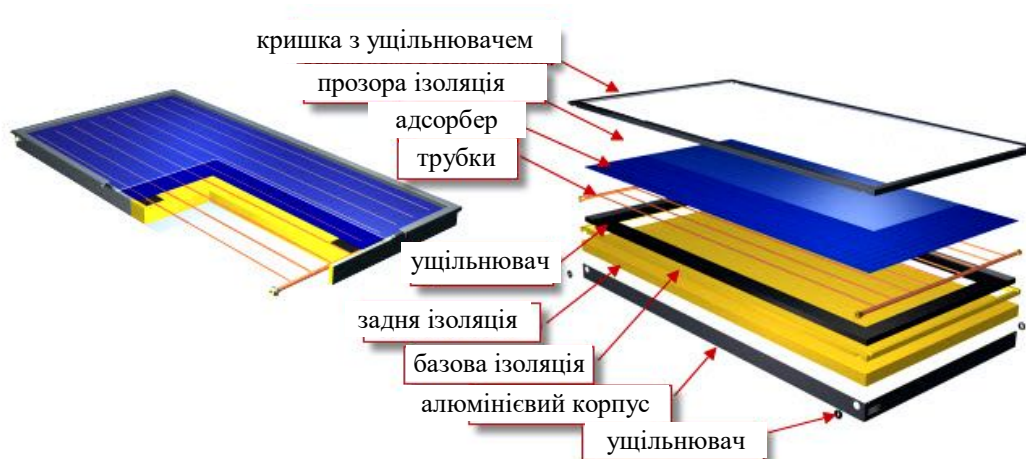 кришка з ущільнювачем
прозора ізоляція
адсорбер
трубки
ущільнювач
задня ізоляція
базова ізоляція
алюмінієвий корпус
ущільнювач